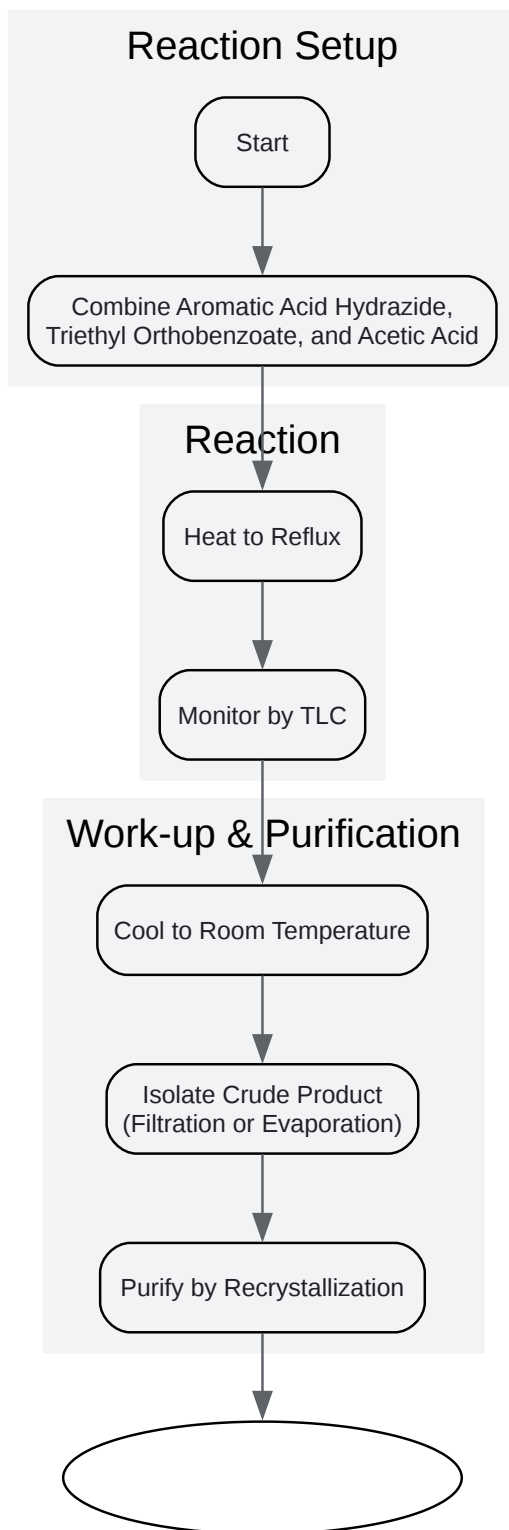 Reaction Setup
Start
Combine Aromatic Acid Hydrazide,
Triethyl Orthobenzoate, and Acetic Acid
Reaction
Heat to Reflux
Monitor by TLC
Work-up & Purification
Cool to Room Temperature
Isolate Crude Product
(Filtration or Evaporation)
Purify by Recrystallization